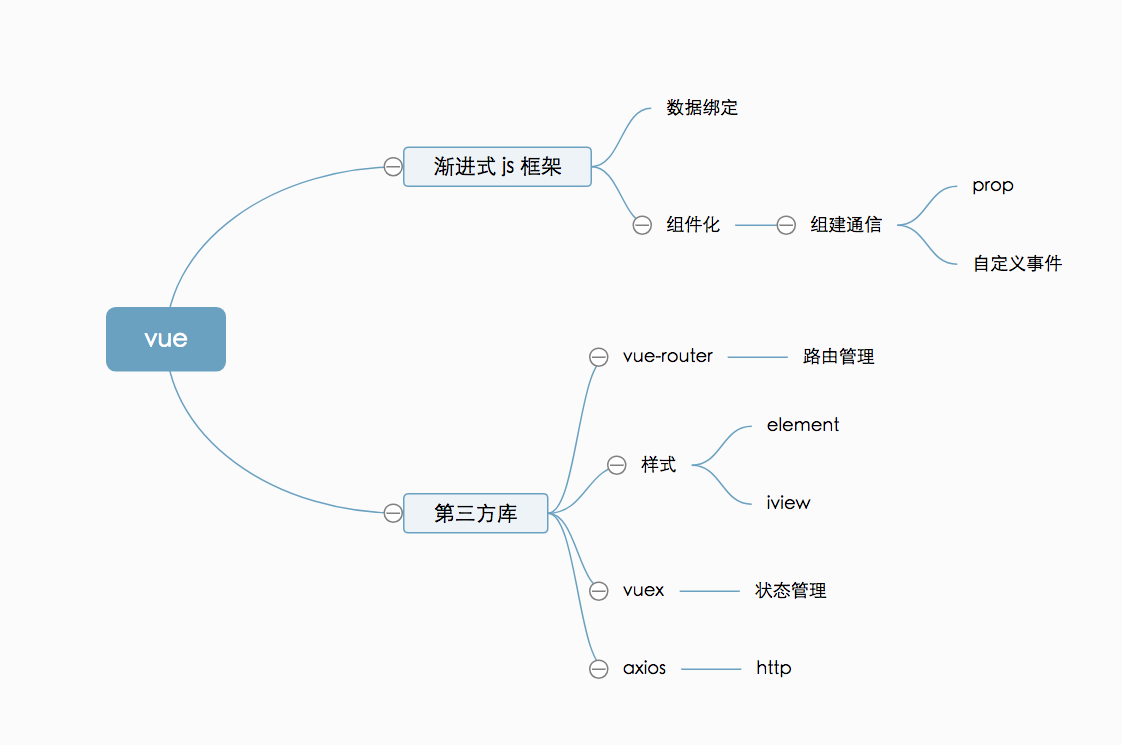 vue
渐进式 js 框架
数据绑定
组件化
组建通信
prop
自定义事件
第三方库
vue-router
路由管理
样式
element
iview
vuex
状态管理
axios
http